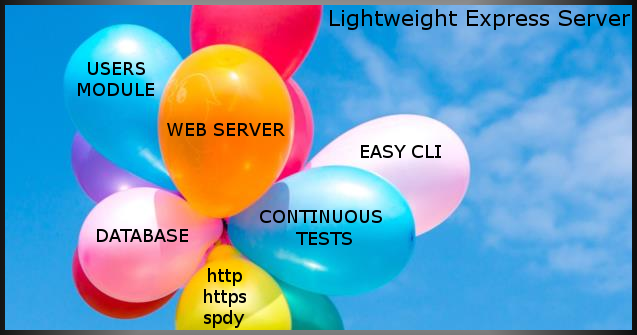 Lightweight Express Server
USERS
MODULE
WEB SERVER
EASY CLI
DATABASE
CONTINUOUS
TESTS
http
https
spdy